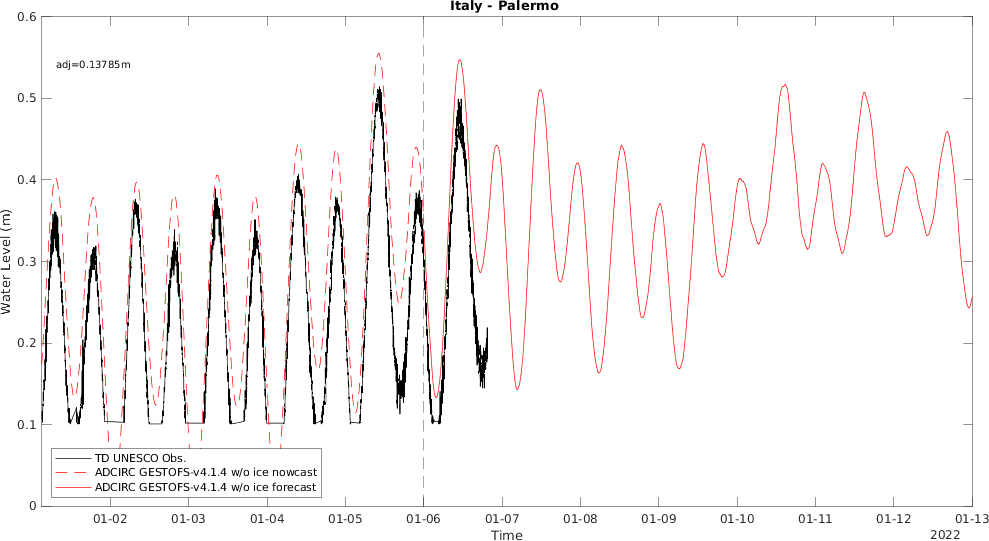 Italy - Palermo
0.6
adj=0.13785m
0.5
0.4
0.3
0.2
0.1
0
Water Level (m)
TD UNESCO Obs.
ADCIRC GESTOFS-v4.1.4 w/o ice nowcast
ADCIRC GESTOFS-v4.1.4 w/o ice forecast
01-02 01-03 01-04 01-05 01-06 01-07 01-08 01-09 01-10 01-11 01-12 01-13
Time
2022